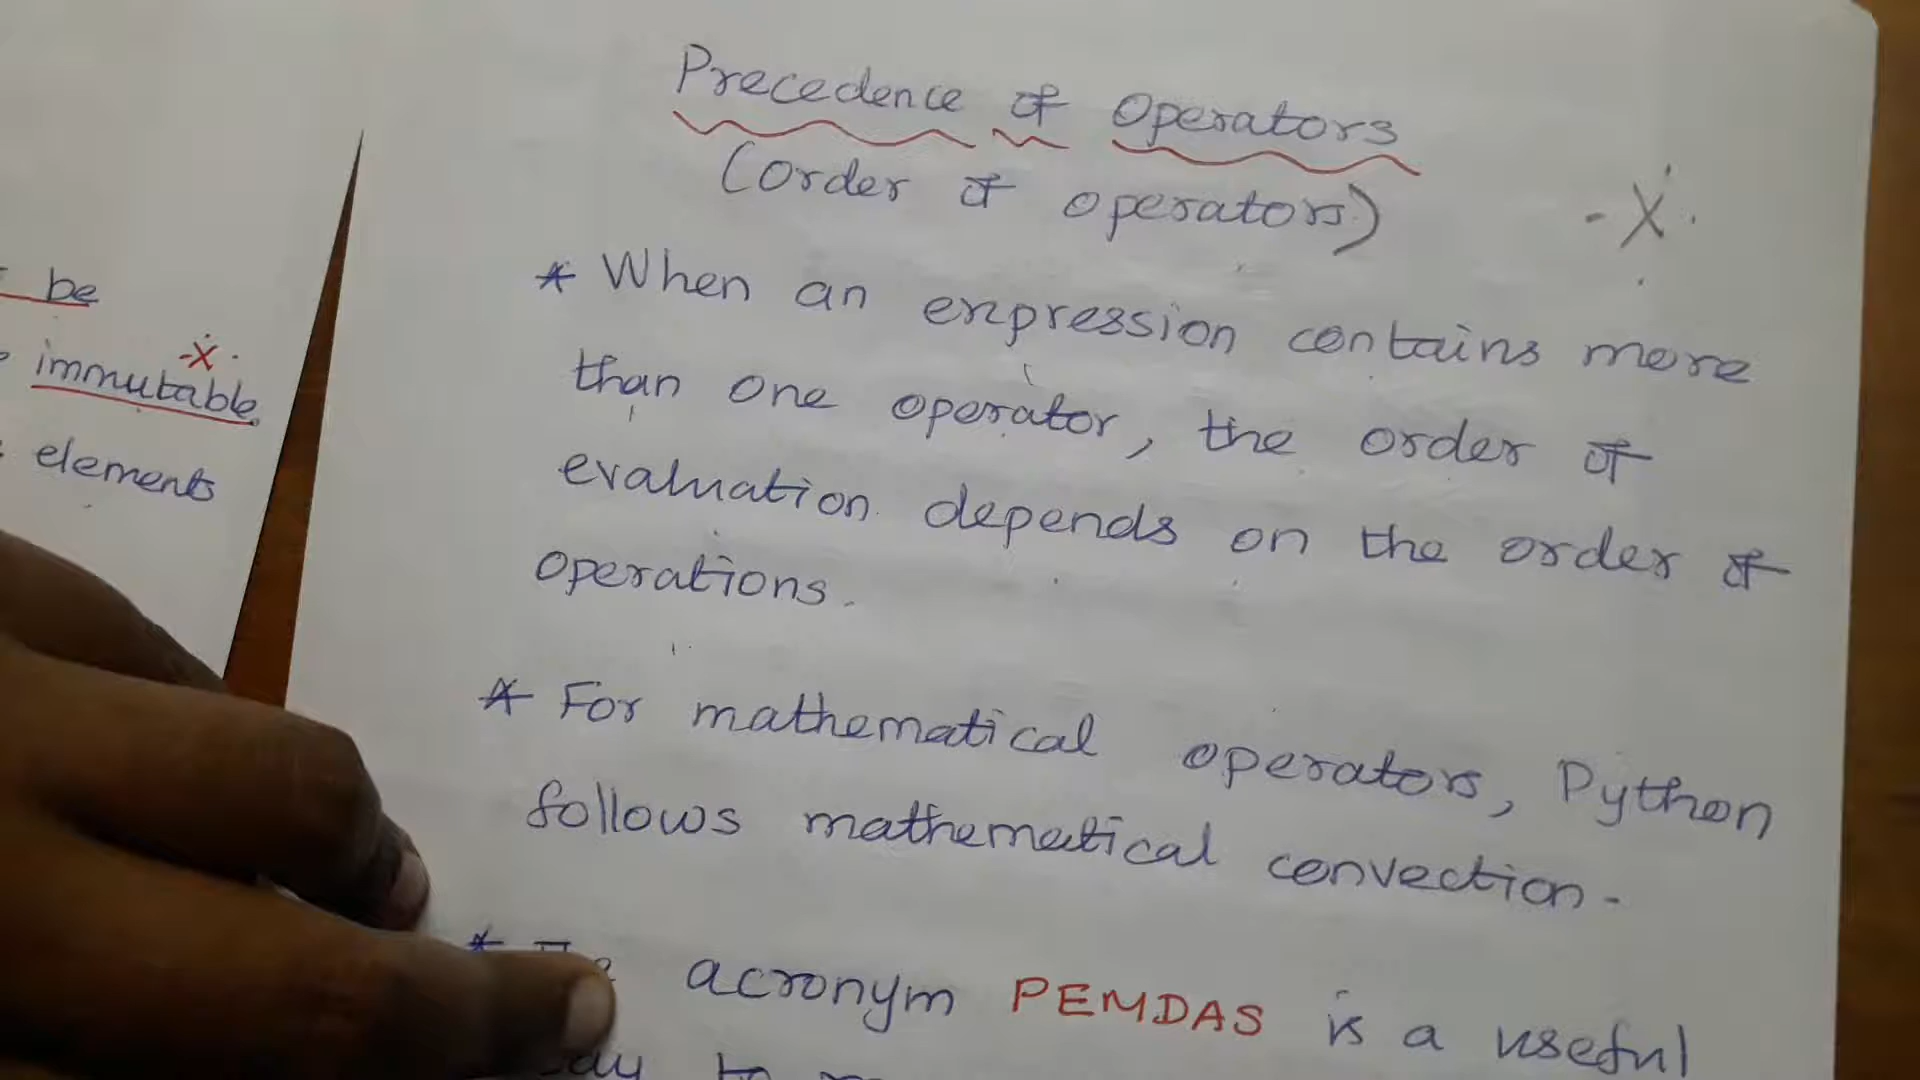 be
immutable
elements
Precedence of Operators
(Order of operators)
* When an expression contains more
than one operator, the order of
evaluation depends on the order of
operations.
* For mathematical operators, Python
follows mathematical convection.
* acronym PEMDAS is a useful
to